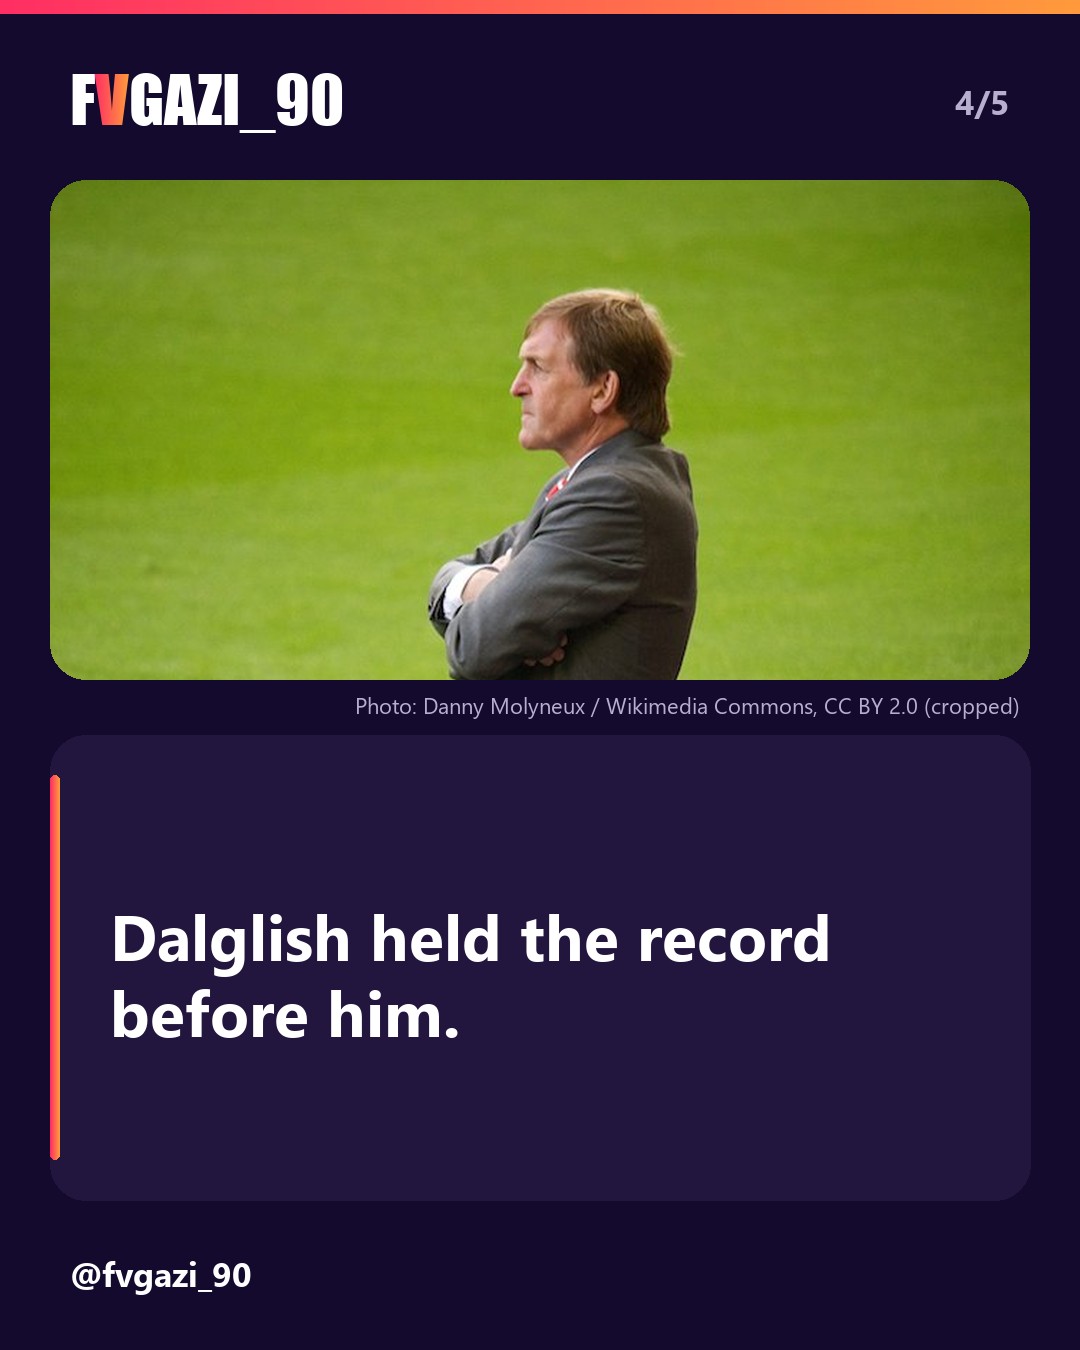 FVGAZI_90
4/5
Photo: Danny Molyneux / Wikimedia Commons, CC BY 2.0 (cropped)
Dalglish held the record
before him.
@fvgazi_90